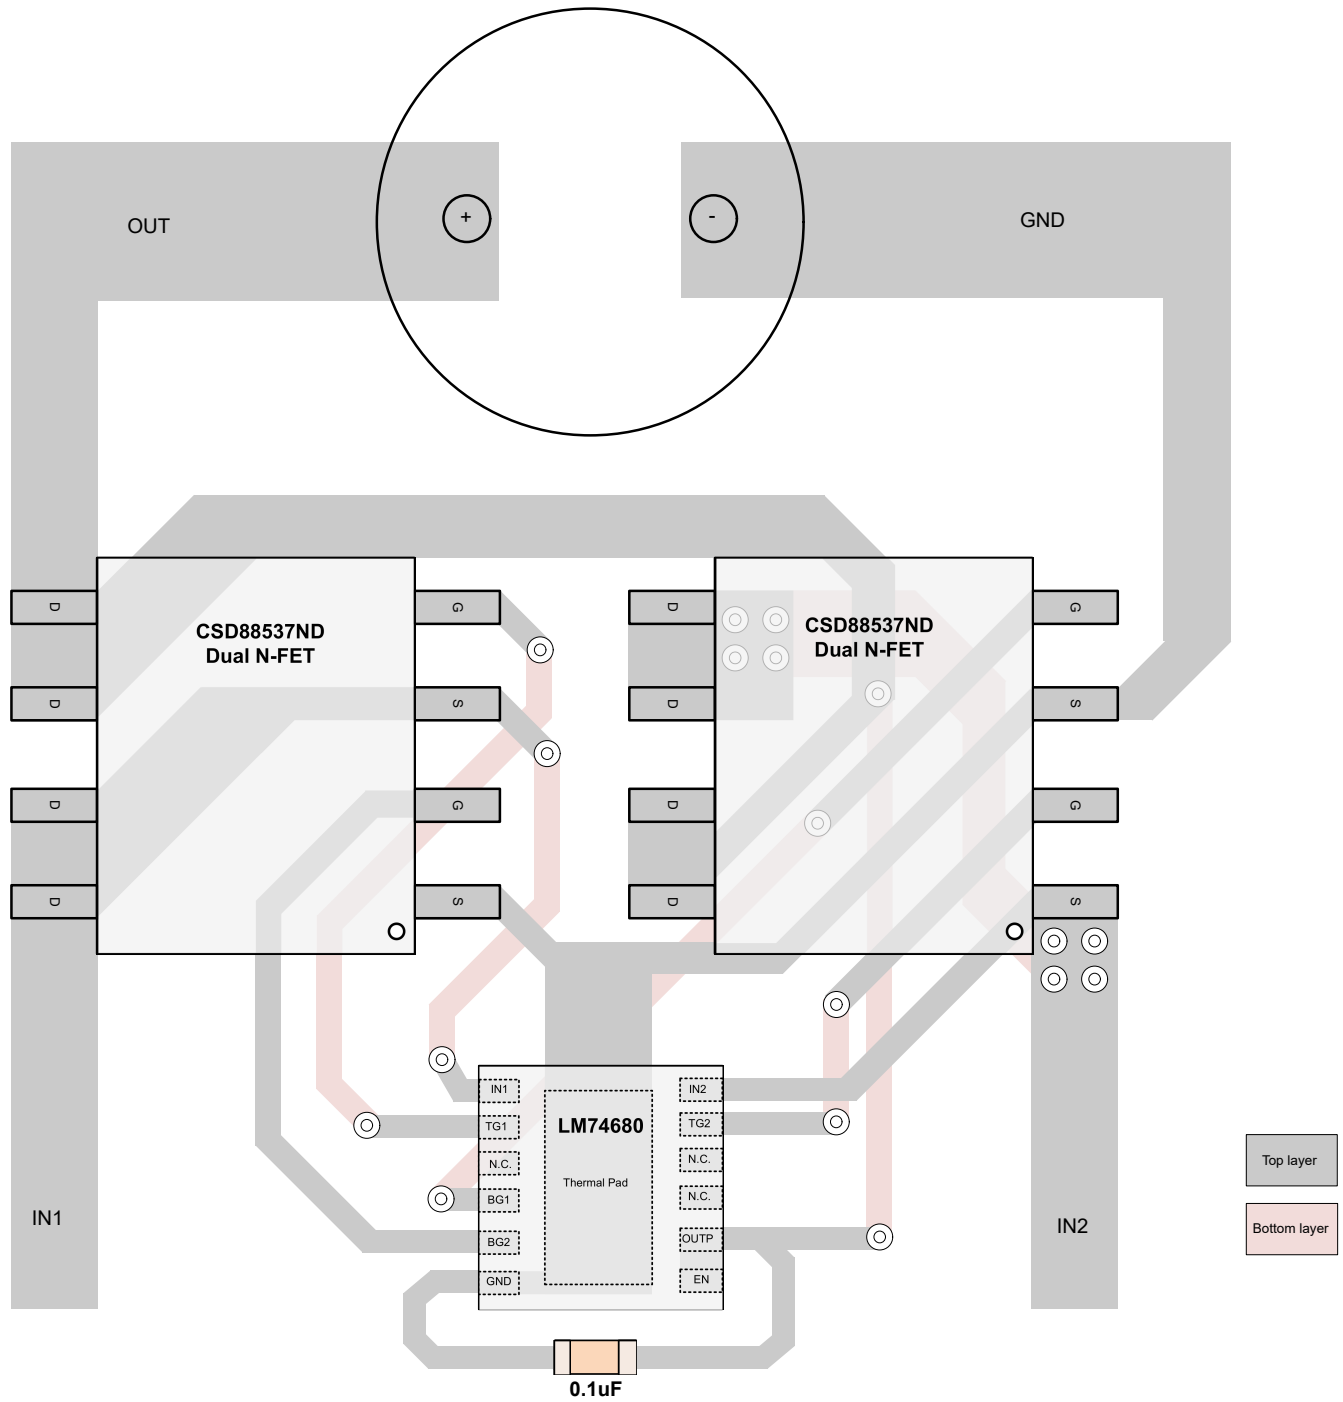 OUT
+
-
GND
D
G
D
G
CSD88537ND
Dual N-FET
CSD88537ND
Dual N-FET
D
S
D
S
D
G
D
G
D
S
D
S
IN1
IN2
LM74680
TG1
TG2
N.C.
N.C.
Thermal Pad
BG1
N.C.
BG2
OUTP
GND
EN
IN1
IN2
Top layer
Bottom layer
0.1uF